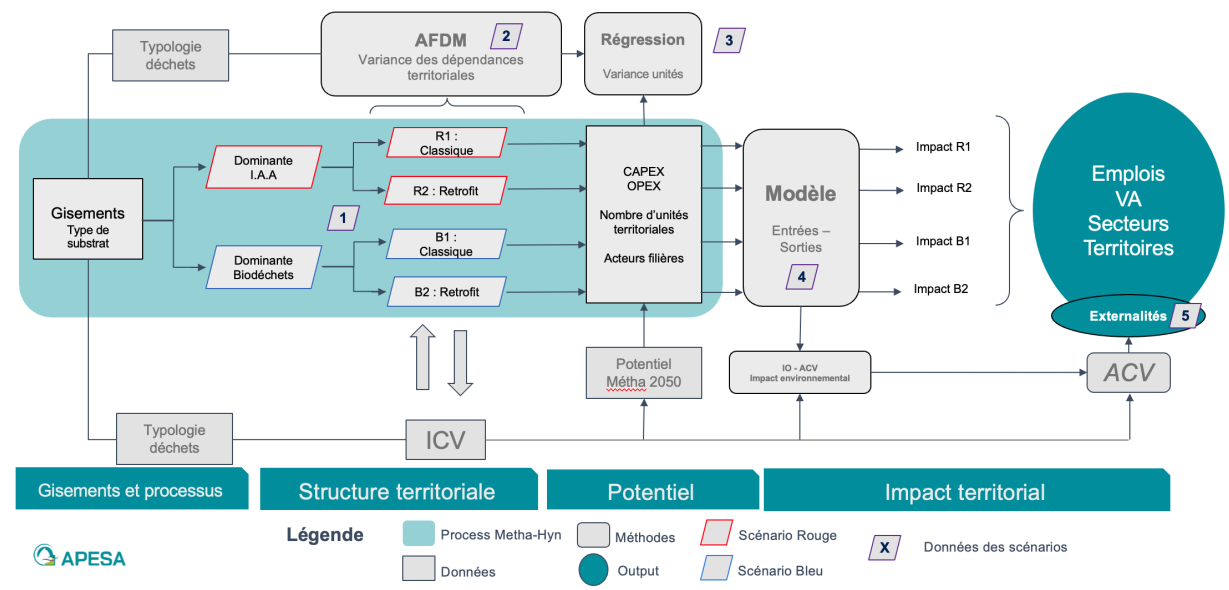 Typologie
déchets
AFDM
2
Variance des dépendances
territoriales
Régression
Variance unités
3
Gisements
Type de
substrat
Dominante
I.A.A
Dominante
Biodéchets
1
R1 :
Classique
R2 : Retrofit
B1 :
Classique
B2 : Retrofit
CAPEX
OPEX
Nombre d'unités
territoriales
Acteurs filières
Modèle
Entrées –
Sorties
4
Impact R1
Impact R2
Impact B1
Impact B2
Emplois
VA
Secteurs
Territoires
Externalités
5
Potentiel
Métha 2050
IO - ACV
Impact environnemental
ACV
Typologie
déchets
ICV
Gisements et processus
Structure territoriale
Potentiel
Impact territorial
Légende
Process Metha-Hyn
Données
Méthodes
Output
Scénario Rouge
Scénario Bleu
X
Données des scénarios
APESA